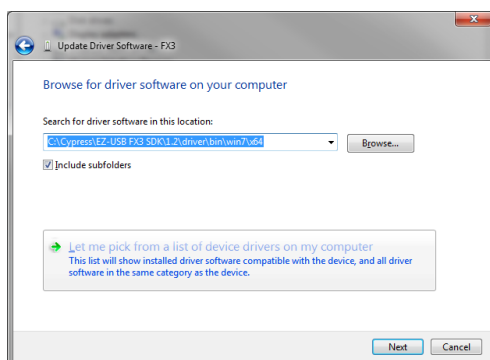 Update Driver Software - FX3
Browse for driver software on your computer
Search for driver software in this location:
C:\Cypress\EZ-USB FX3 SDK\1.2\driver\bin\win7\x64
Browse...
Include subfolders
Let me pick from a list of device drivers on my computer
This list will show installed driver software compatible with the device, and all driver
software in the same category as the device.
Next
Cancel